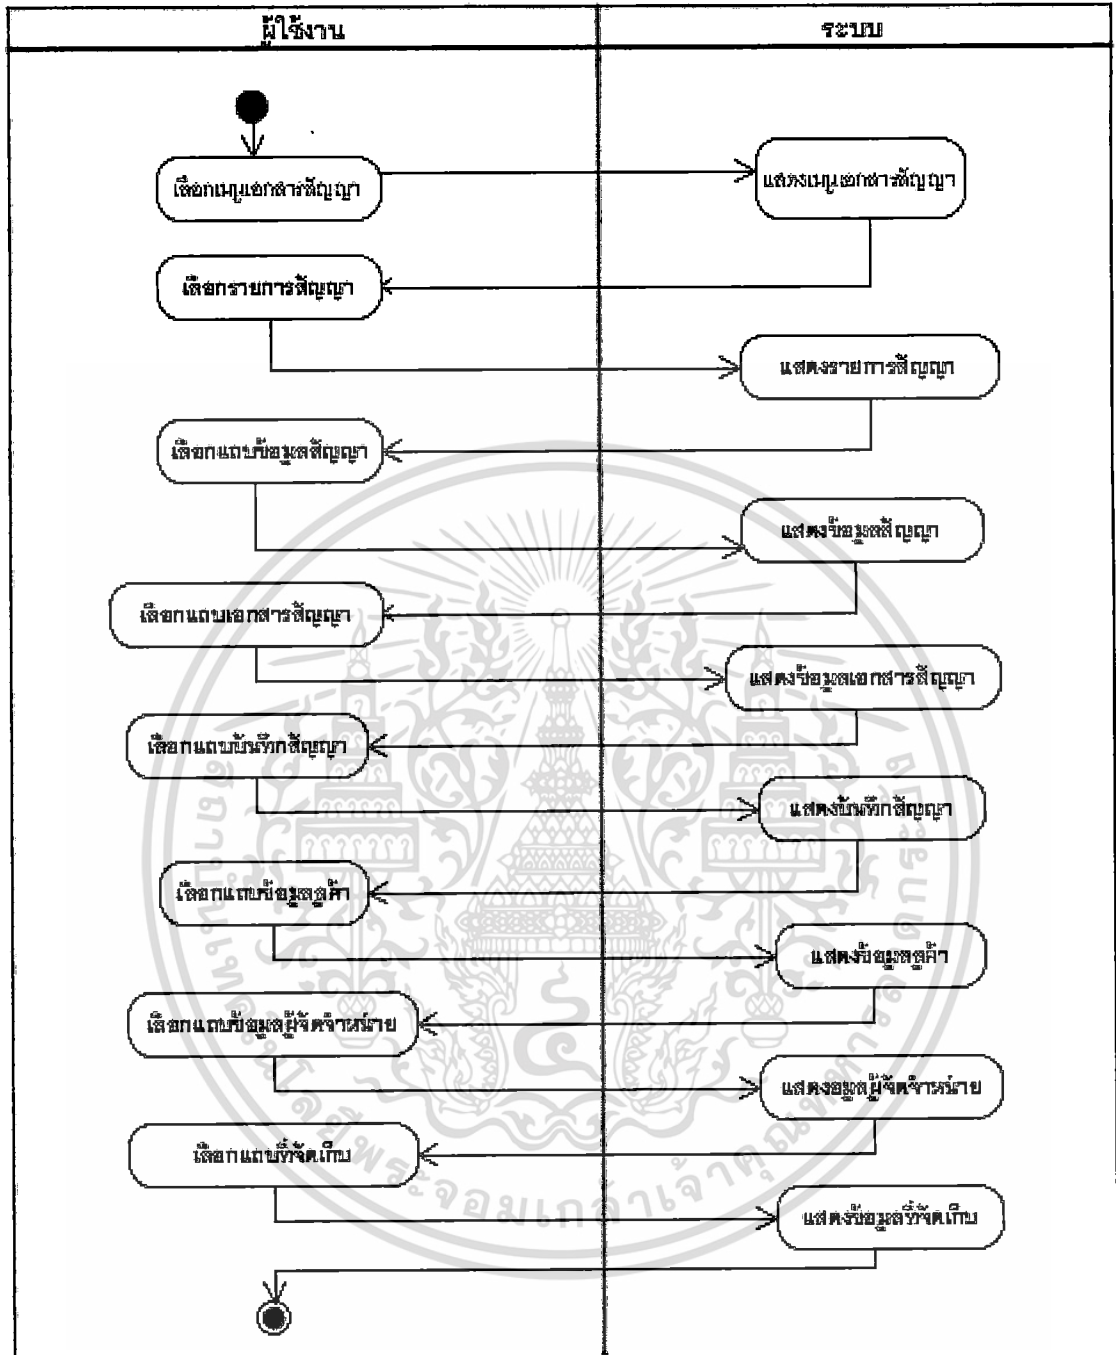 ผู้ใช้งาน
ระบบ
เลือกเมนูเอกสารสัญญา
แสดงเมนูเอกสารสัญญา
เลือกรายการสัญญา
แสดงรายการสัญญา
เลือกแถบข้อมูลสัญญา
แสดงข้อมูลสัญญา
เลือกแถบเอกสารสัญญา
แสดงข้อมูลเอกสารสัญญา
เลือกแถบบันทึกสัญญา
แสดงบันทึกสัญญา
เลือกแถบข้อมูลลูค้า
แสดงข้อมูลลูค้า
เลือกแถบข้อมูลผู้จัดจำหน่าย
แสดงอมูลผู้จัดจำหน่าย
เลือกแถบที่จัดเก็บ
แสดงข้อมูลที่จัดเก็บ